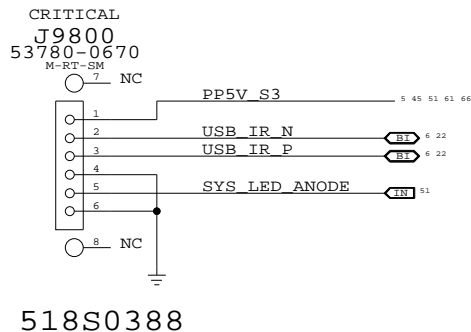 CRITICAL
J9800
53780-0670
M-RT-SM
7 NC
1 PP5V_S3 5 45 51 61 66
2 USB_IR_N BI 6 22
3 USB_IR_P BI 6 22
4
5 SYS_LED_ANODE IN 51
6
8 NC
518S0388